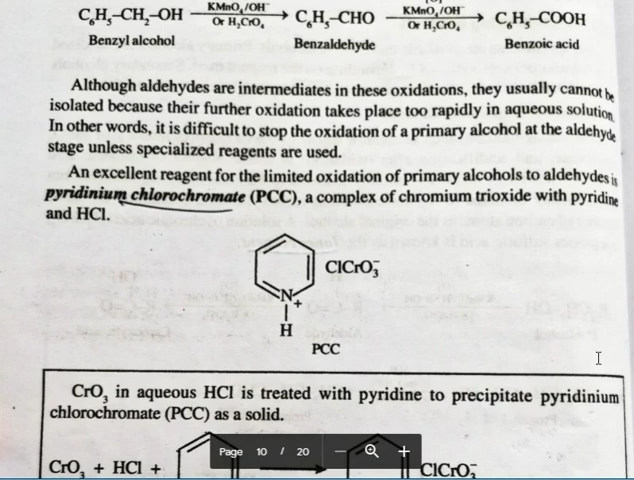 C₆H₅–CH₂–OH KMnO₄/OH⁻ Or H₂CrO₄ C₆H₅–CHO KMnO₄/OH⁻ Or H₂CrO₄ C₆H₅–COOH
Benzyl alcohol Benzaldehyde Benzoic acid
Although aldehydes are intermediates in these oxidations, they usually cannot be
isolated because their further oxidation takes place too rapidly in aqueous solution.
In other words, it is difficult to stop the oxidation of a primary alcohol at the aldehyde
stage unless specialized reagents are used.
An excellent reagent for the limited oxidation of primary alcohols to aldehydes is
pyridinium chlorochromate (PCC), a complex of chromium trioxide with pyridine
and HCl.
ClCrO₃⁻
N+
H
PCC
CrO₃ in aqueous HCl is treated with pyridine to precipitate pyridinium
chlorochromate (PCC) as a solid.
Page 10 / 20
CrO₃ + HCl + ClCrO₃⁻